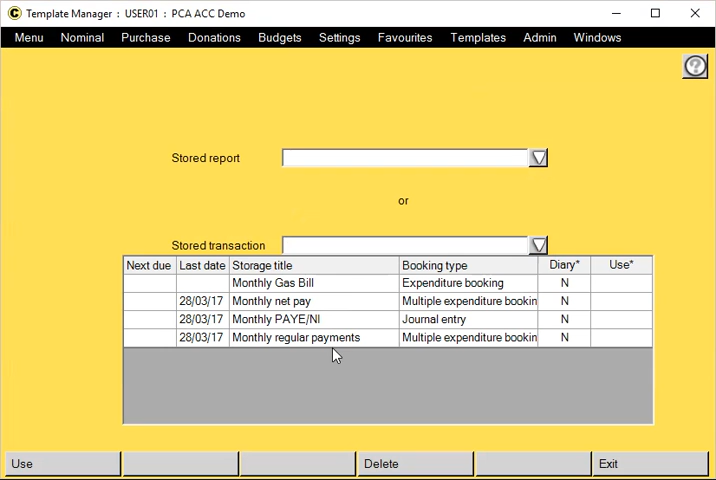 Template Manager : USER01 : PCA ACC Demo
Menu Nominal Purchase Donations Budgets Settings Favourites Templates Admin Windows
Stored report
or
Stored transaction
Next due Last date Storage title Booking type Diary* Use*
Monthly Gas Bill Expenditure booking N
28/03/17 Monthly net pay Multiple expenditure bookin N
28/03/17 Monthly PAYE/NI Journal entry N
28/03/17 Monthly regular payments Multiple expenditure bookin N
Use Delete Exit